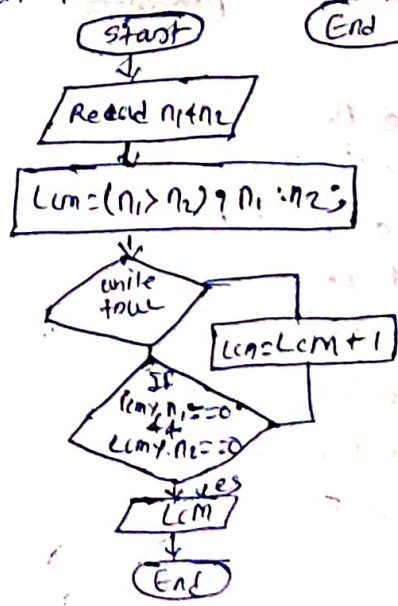 Start
End
Read n1 & n2
Lcm=(n1>n2)?n1:n2;
while
true
Lcm=Lcm+1
If
Lcm%n1==0
&&
Lcm%n2==0
yes
LCM
End